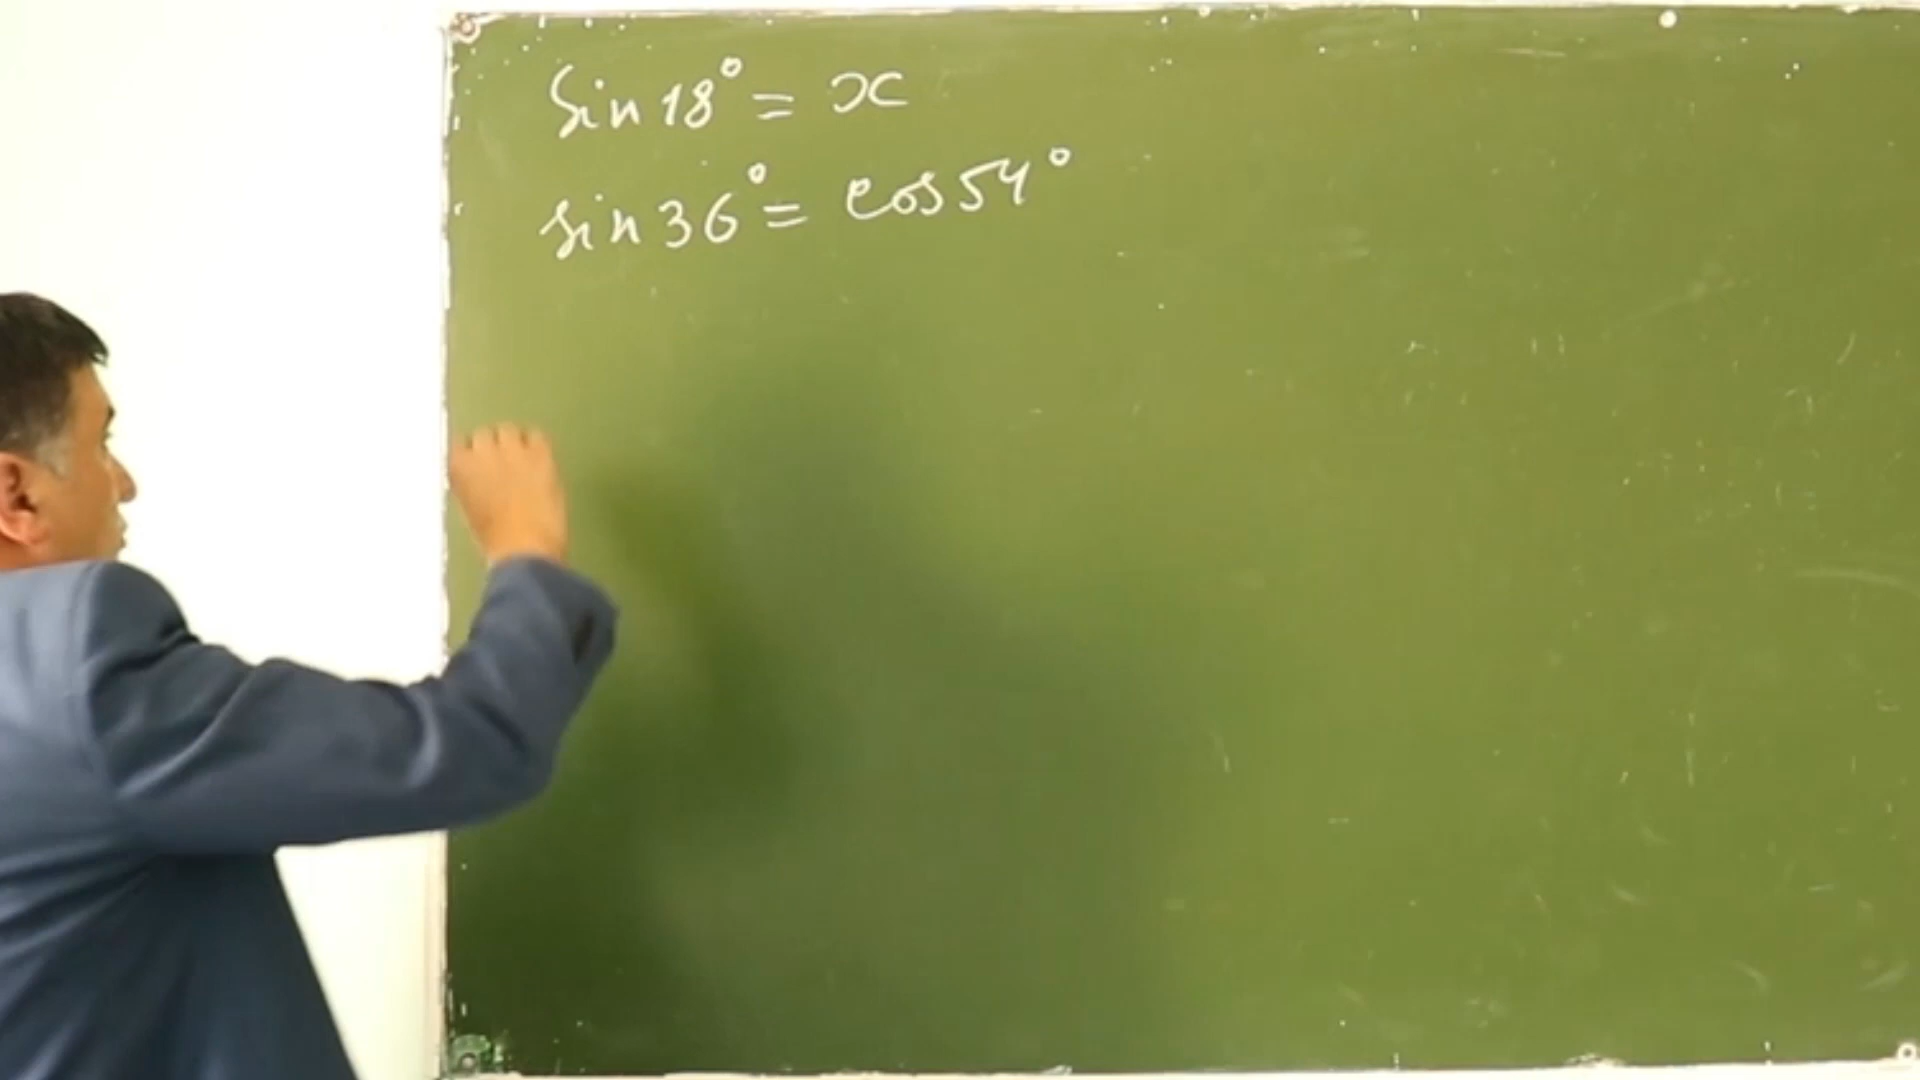 sin 18° = x
sin 36° = cos 54°